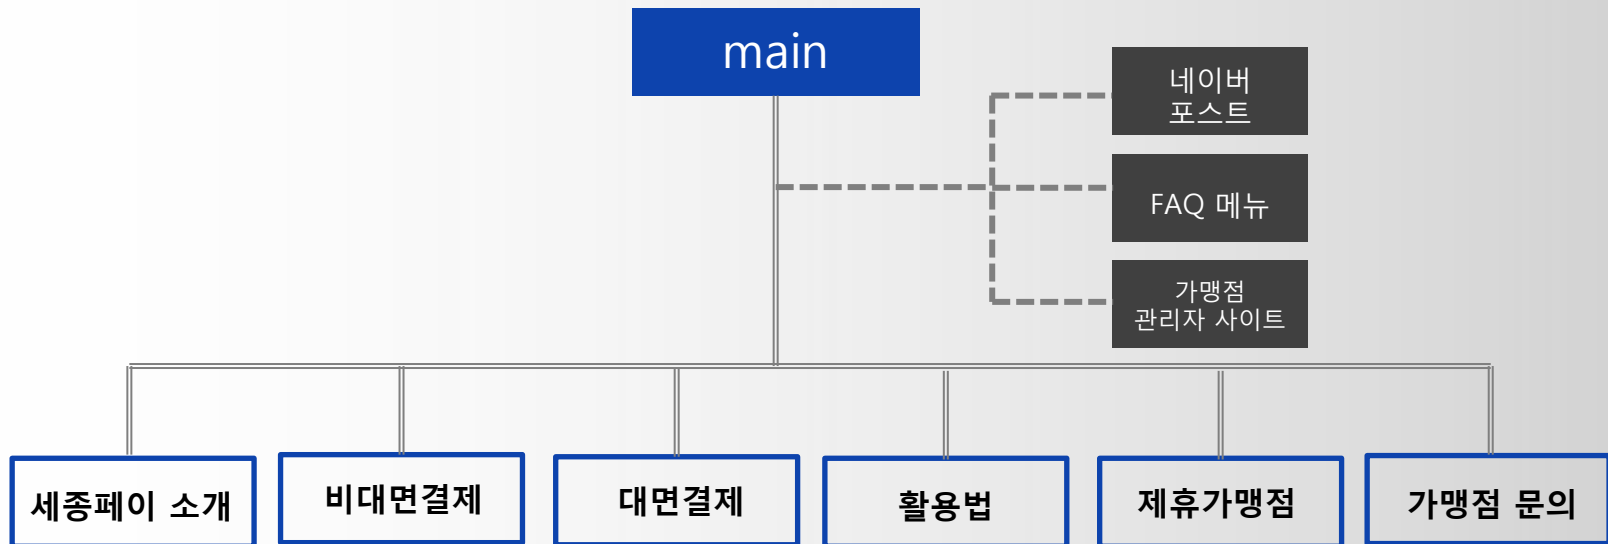 main
네이버
포스트
FAQ 메뉴
가맹점
관리자 사이트
세종페이 소개
비대면결제
대면결제
활용법
제휴가맹점
가맹점 문의